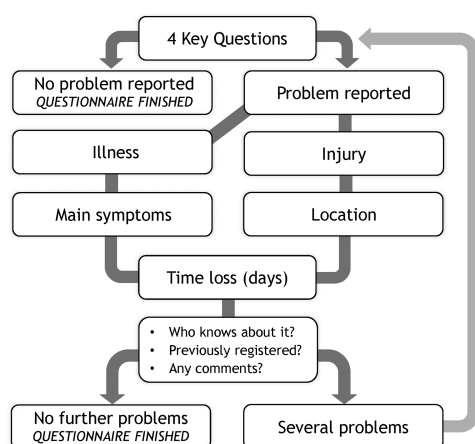 4 Key Questions
No problem reported
QUESTIONNAIRE FINISHED
Problem reported
Illness
Injury
Main symptoms
Location
Time loss (days)
• Who knows about it?
• Previously registered?
• Any comments?
No further problems
QUESTIONNAIRE FINISHED
Several problems